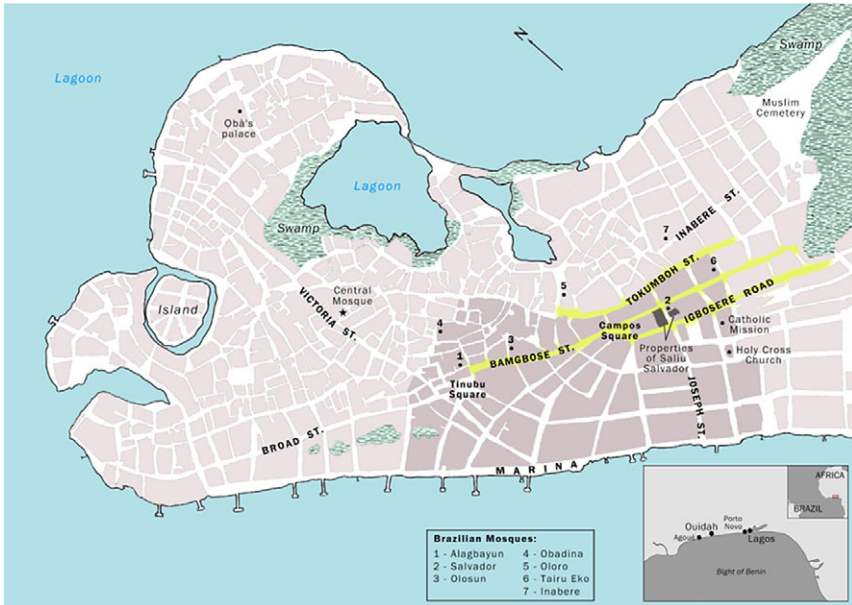 N
Swamp
Lagoon
Muslim
Cemetery
Oba's
palace
Lagoon
Swamp
7
INABERE ST.
6
TOKUMBOH ST.
5
Central
Mosque
Island
VICTORIA ST.
2
IGBOSERE ROAD
4
Campos
Square
Catholic
Mission
3
BAMGBOSE ST.
Properties
of Saliu
Salvador
Holy Cross
Church
1
Tinubu
Square
JOSEPH ST.
BROAD ST.
MARINA
AFRICA
BRAZIL
Porto
Novo
Ouidah
Agoué
Lagos
Bight of Benin
Brazilian Mosques:
1 - Alagbayun 4 - Obadina
2 - Salvador 5 - Oloro
3 - Olosun 6 - Tairu Eko
7 - Inabere